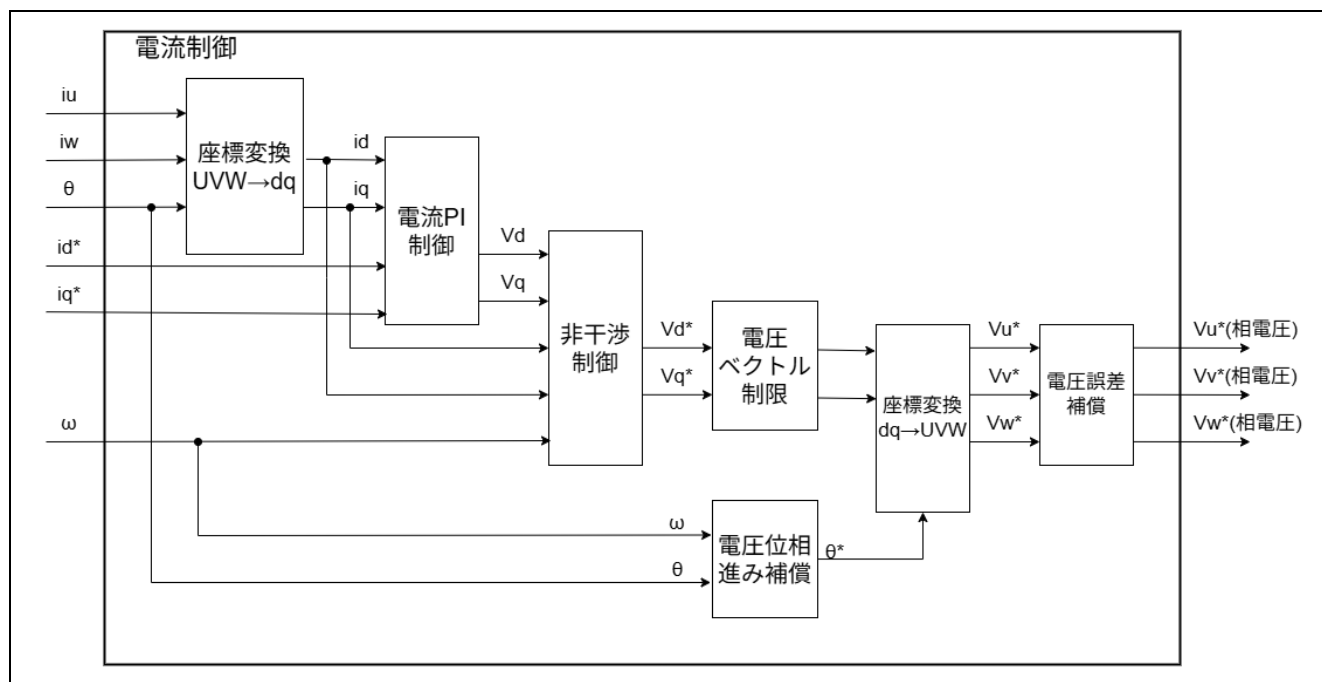 電流制御
iu
iw
θ
id*
iq*
ω
座標変換
UVW→dq
id
iq
電流PI
制御
Vd
Vq
非干渉
制御
Vd*
Vq*
電圧
ベクトル
制限
座標変換
dq→UVW
Vu*
Vv*
Vw*
電圧誤差
補償
Vu*(相電圧)
Vv*(相電圧)
Vw*(相電圧)
ω
θ
電圧位相
進み補償
θ*